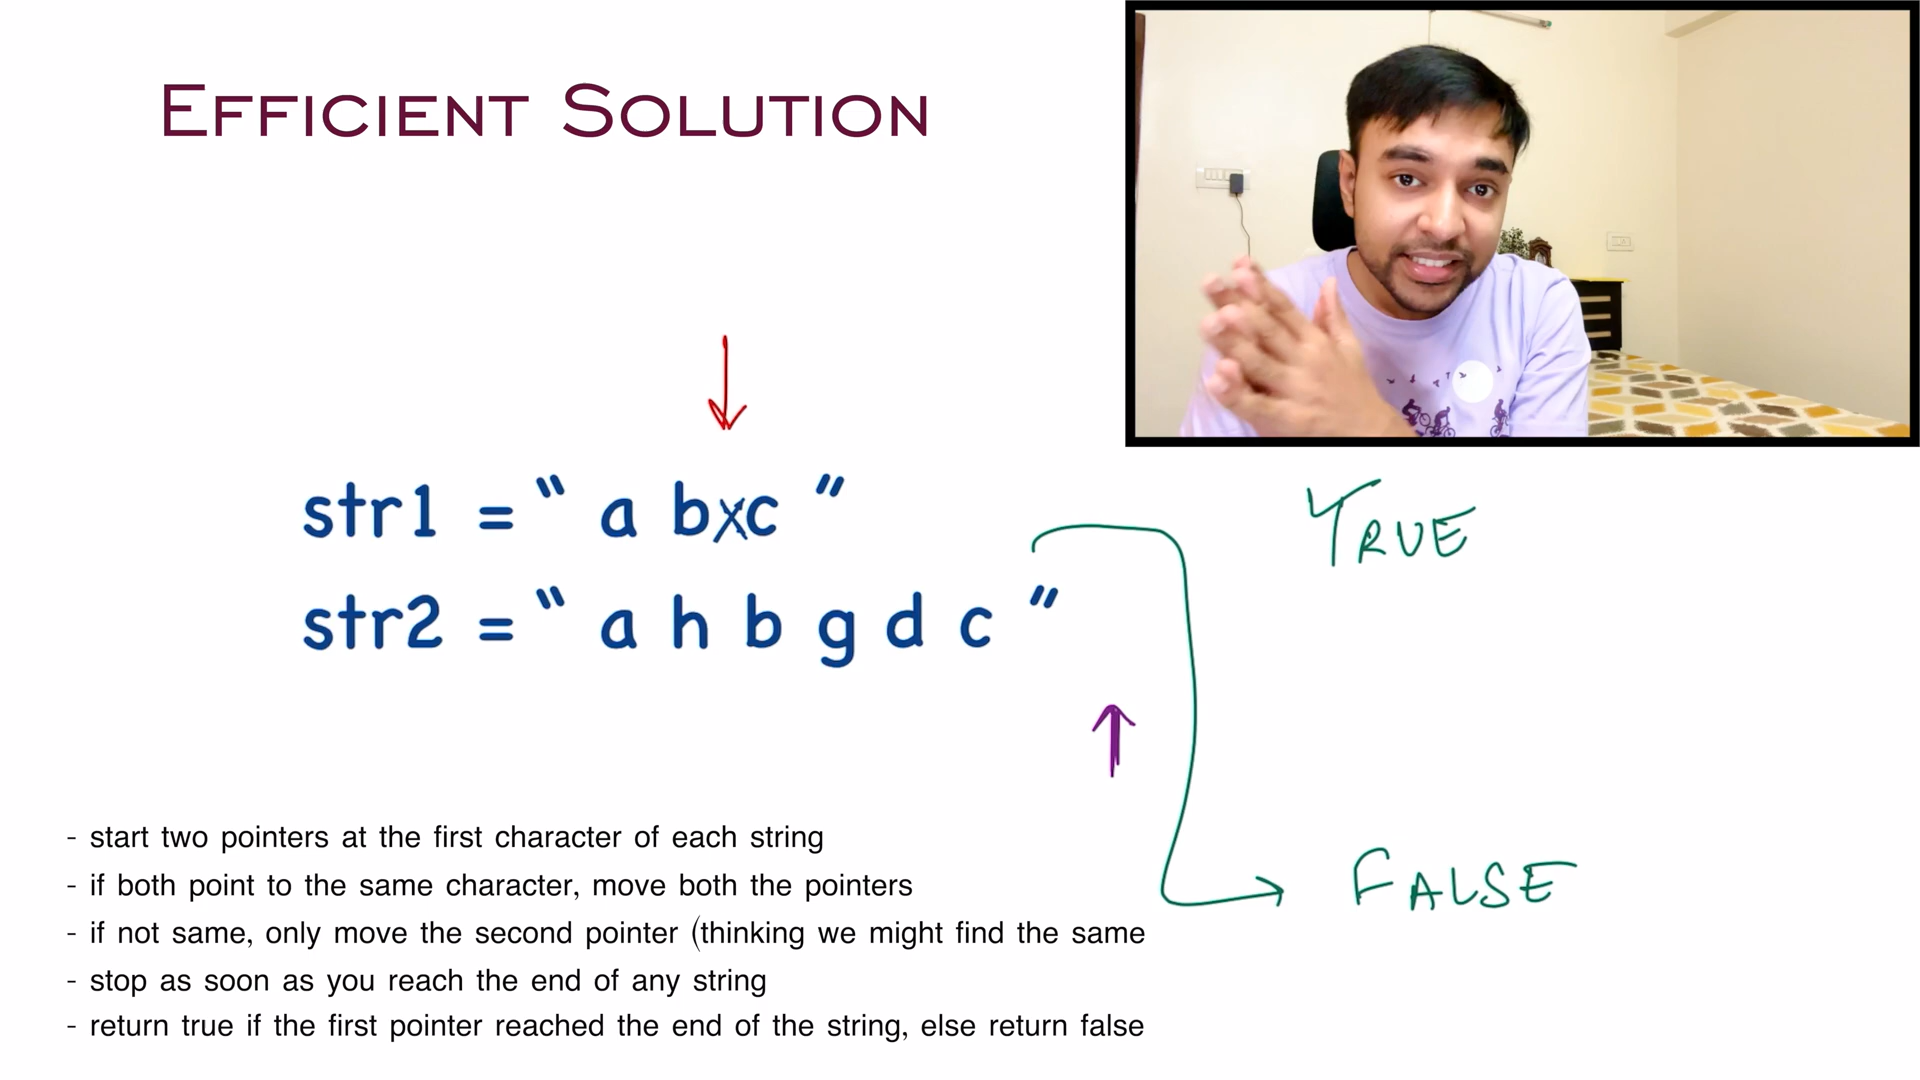 EFFICIENT SOLUTION
str1 = " a bxc "
TRUE
str2 = " a h b g d c "
- start two pointers at the first character of each string
- if both point to the same character, move both the pointers
FALSE
- if not same, only move the second pointer (thinking we might find the same
- stop as soon as you reach the end of any string
- return true if the first pointer reached the end of the string, else return false